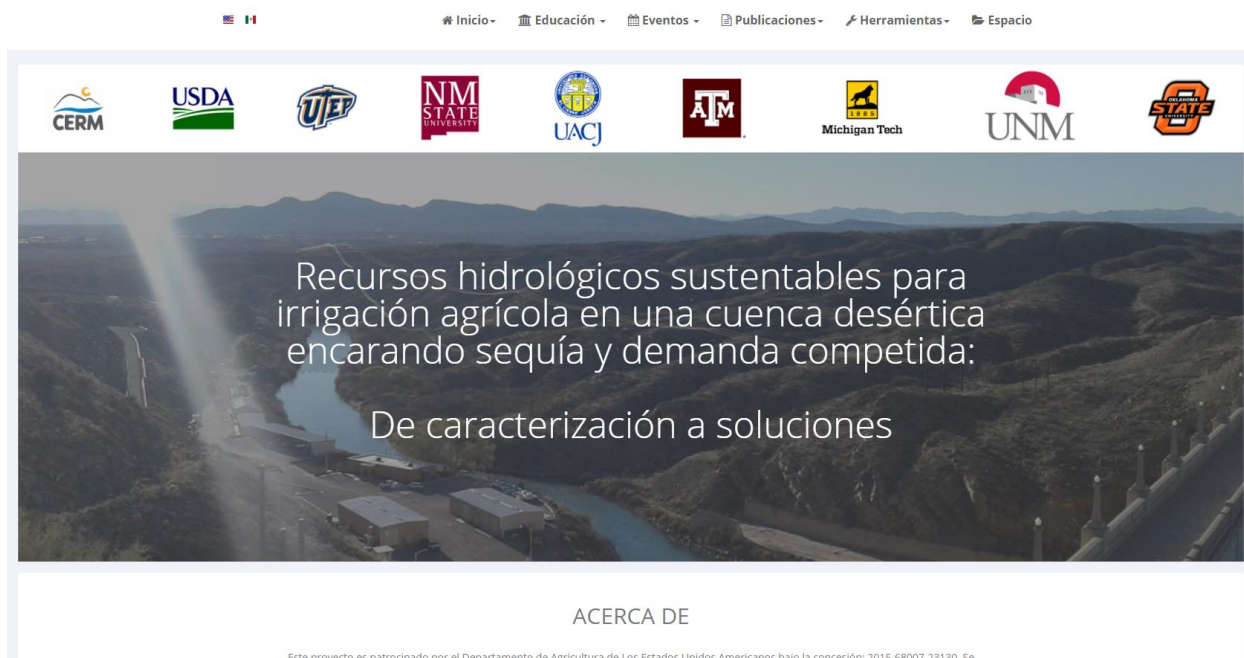 Inicio
Educación
Eventos
Publicaciones
Herramientas
Espacio
CERM
USDA
UTEP
NM
STATE
UNIVERSITY
UACJ
ATM
1885
Michigan Tech
UNM
OKLAHOMA
STATE
UNIVERSITY
Recursos hidrológicos sustentables para
irrigación agrícola en una cuenca desértica
encarando sequía y demanda competida:
De caracterización a soluciones
ACERCA DE
Este proyecto es patrocinado por el Departamento de Agricultura de Los Estados Unidos Americanos bajo la concesión: 2015-68007-23130. Se